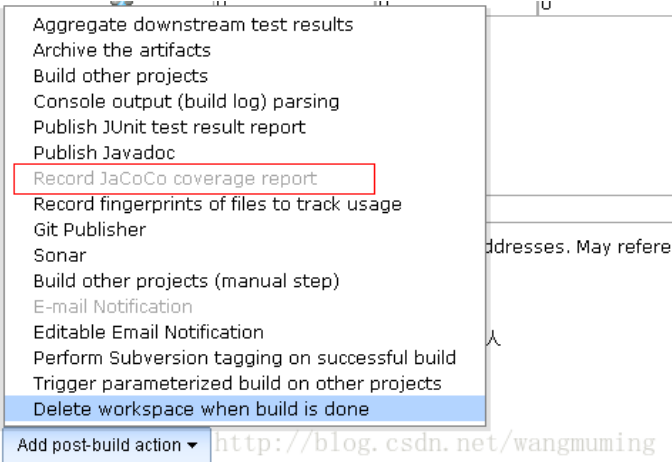 Aggregate downstream test results
Archive the artifacts
Build other projects
Console output (build log) parsing
Publish JUnit test result report
Publish Javadoc
Record JaCoCo coverage report
Record fingerprints of files to track usage
Git Publisher
Sonar
ddresses. May refere
Build other projects (manual step)
E-mail Notification
Editable Email Notification
人
Perform Subversion tagging on successful build
Trigger parameterized build on other projects
Delete workspace when build is done
Add post-build action
http://blog.csdn.net/wangmuming